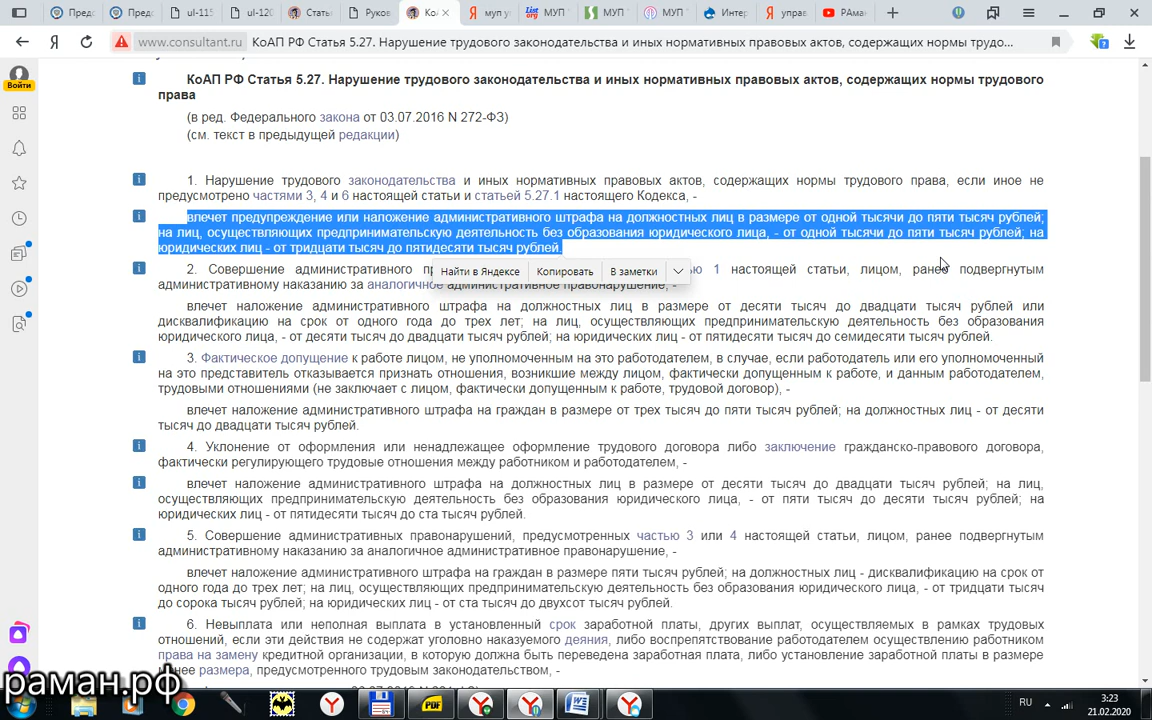 Предс
Предс
ul-115
ul-120
Стать
Руков
Ко
муп у
List org МУП
МУП
МУП
Интер
управ
РАман
www.consultant.ru КоАП РФ Статья 5.27. Нарушение трудового законодательства и иных нормативных правовых актов, содержащих нормы трудо...
Войти
КоАП РФ Статья 5.27. Нарушение трудового законодательства и иных нормативных правовых актов, содержащих нормы трудового
права
(в ред. Федерального закона от 03.07.2016 N 272-ФЗ)
(см. текст в предыдущей редакции)
1. Нарушение трудового законодательства и иных нормативных правовых актов, содержащих нормы трудового права, если иное не
предусмотрено частями 3, 4 и 6 настоящей статьи и статьей 5.27.1 настоящего Кодекса, -
влечет предупреждение или наложение административного штрафа на должностных лиц в размере от одной тысячи до пяти тысяч рублей;
на лиц, осуществляющих предпринимательскую деятельность без образования юридического лица, - от одной тысячи до пяти тысяч рублей; на
юридических лиц - от тридцати тысяч до пятидесяти тысяч рублей.
2. Совершение административного пр
ю 1 настоящей статьи, лицом, ранее подвергнутым
Найти в Яндексе Копировать В заметки
административному наказанию за аналогичное административное правонарушение, -
влечет наложение административного штрафа на должностных лиц в размере от десяти тысяч до двадцати тысяч рублей или
дисквалификацию на срок от одного года до трех лет; на лиц, осуществляющих предпринимательскую деятельность без образования
юридического лица, - от десяти тысяч до двадцати тысяч рублей; на юридических лиц - от пятидесяти тысяч до семидесяти тысяч рублей.
3. Фактическое допущение к работе лицом, не уполномоченным на это работодателем, в случае, если работодатель или его уполномоченный
на это представитель отказывается признать отношения, возникшие между лицом, фактически допущенным к работе, и данным работодателем,
трудовыми отношениями (не заключает с лицом, фактически допущенным к работе, трудовой договор), -
влечет наложение административного штрафа на граждан в размере от трех тысяч до пяти тысяч рублей; на должностных лиц - от десяти
тысяч до двадцати тысяч рублей.
4. Уклонение от оформления или ненадлежащее оформление трудового договора либо заключение гражданско-правового договора,
фактически регулирующего трудовые отношения между работником и работодателем, -
влечет наложение административного штрафа на должностных лиц в размере от десяти тысяч до двадцати тысяч рублей; на лиц,
осуществляющих предпринимательскую деятельность без образования юридического лица, - от пяти тысяч до десяти тысяч рублей; на
юридических лиц - от пятидесяти тысяч до ста тысяч рублей.
5. Совершение административных правонарушений, предусмотренных частью 3 или 4 настоящей статьи, лицом, ранее подвергнутым
административному наказанию за аналогичное административное правонарушение, -
влечет наложение административного штрафа на граждан в размере пяти тысяч рублей; на должностных лиц - дисквалификацию на срок от
одного года до трех лет; на лиц, осуществляющих предпринимательскую деятельность без образования юридического лица, - от тридцати тысяч
до сорока тысяч рублей; на юридических лиц - от ста тысяч до двухсот тысяч рублей.
6. Невыплата или неполная выплата в установленный срок заработной платы, других выплат, осуществляемых в рамках трудовых
отношений, если эти действия не содержат уголовно наказуемого деяния, либо воспрепятствование работодателем осуществлению работником
права на замену кредитной организации, в которую должна быть переведена заработная плата, либо установление заработной платы в размере
менее размера, предусмотренного трудовым законодательством, -
раман.рф
PDF
RU
3:23
21.02.2020